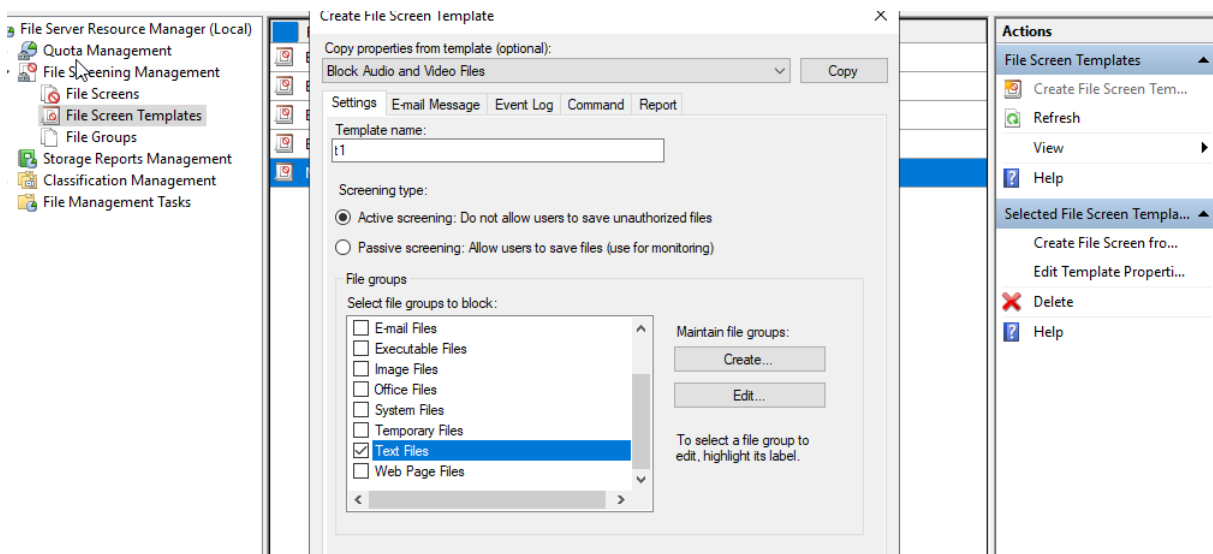 File Server Resource Manager (Local)
Quota Management
File Screening Management
File Screens
File Screen Templates
File Groups
Storage Reports Management
Classification Management
File Management Tasks
Create File Screen Template
Copy properties from template (optional):
Block Audio and Video Files
Copy
Settings E-mail Message Event Log Command Report
Template name:
t1
Screening type:
Active screening: Do not allow users to save unauthorized files
Passive screening: Allow users to save files (use for monitoring)
File groups
Select file groups to block:
E-mail Files
Executable Files
Image Files
Office Files
System Files
Temporary Files
Text Files
Web Page Files
Maintain file groups:
Create...
Edit...
To select a file group to
edit, highlight its label.
Actions
File Screen Templates
Create File Screen Tem...
Refresh
View
Help
Selected File Screen Templa...
Create File Screen fro...
Edit Template Properti...
Delete
Help